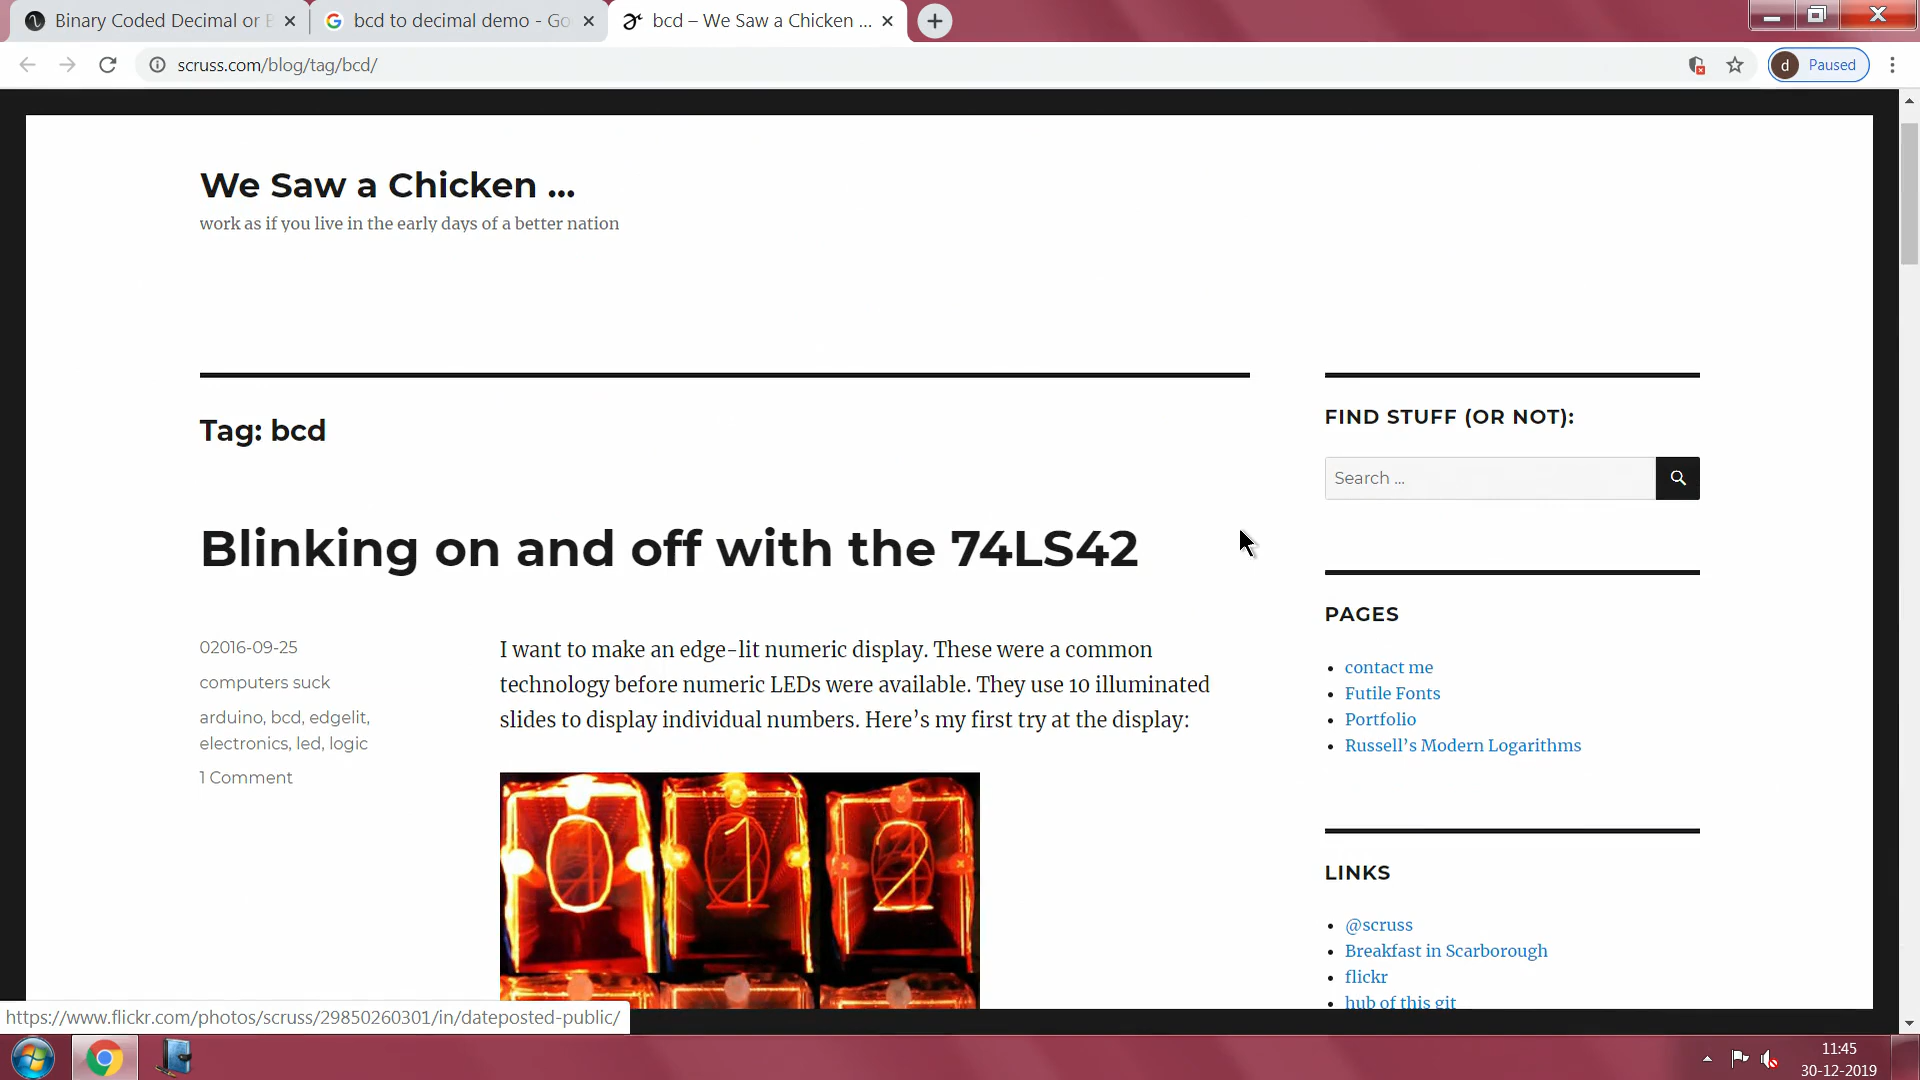 Binary Coded Decimal or B
bcd to decimal demo - Go
bcd – We Saw a Chicken ...
scruss.com/blog/tag/bcd/
d Paused
We Saw a Chicken ...
work as if you live in the early days of a better nation
Tag: bcd
Blinking on and off with the 74LS42
02016-09-25
computers suck
arduino, bcd, edgelit,
electronics, led, logic
1 Comment
I want to make an edge-lit numeric display. These were a common
technology before numeric LEDs were available. They use 10 illuminated
slides to display individual numbers. Here’s my first try at the display:
0 1 2
FIND STUFF (OR NOT):
Search ...
PAGES
contact me
Futile Fonts
Portfolio
Russell’s Modern Logarithms
LINKS
@scruss
Breakfast in Scarborough
flickr
hub of this git
https://www.flickr.com/photos/scruss/29850260301/in/dateposted-public/
11:45
30-12-2019